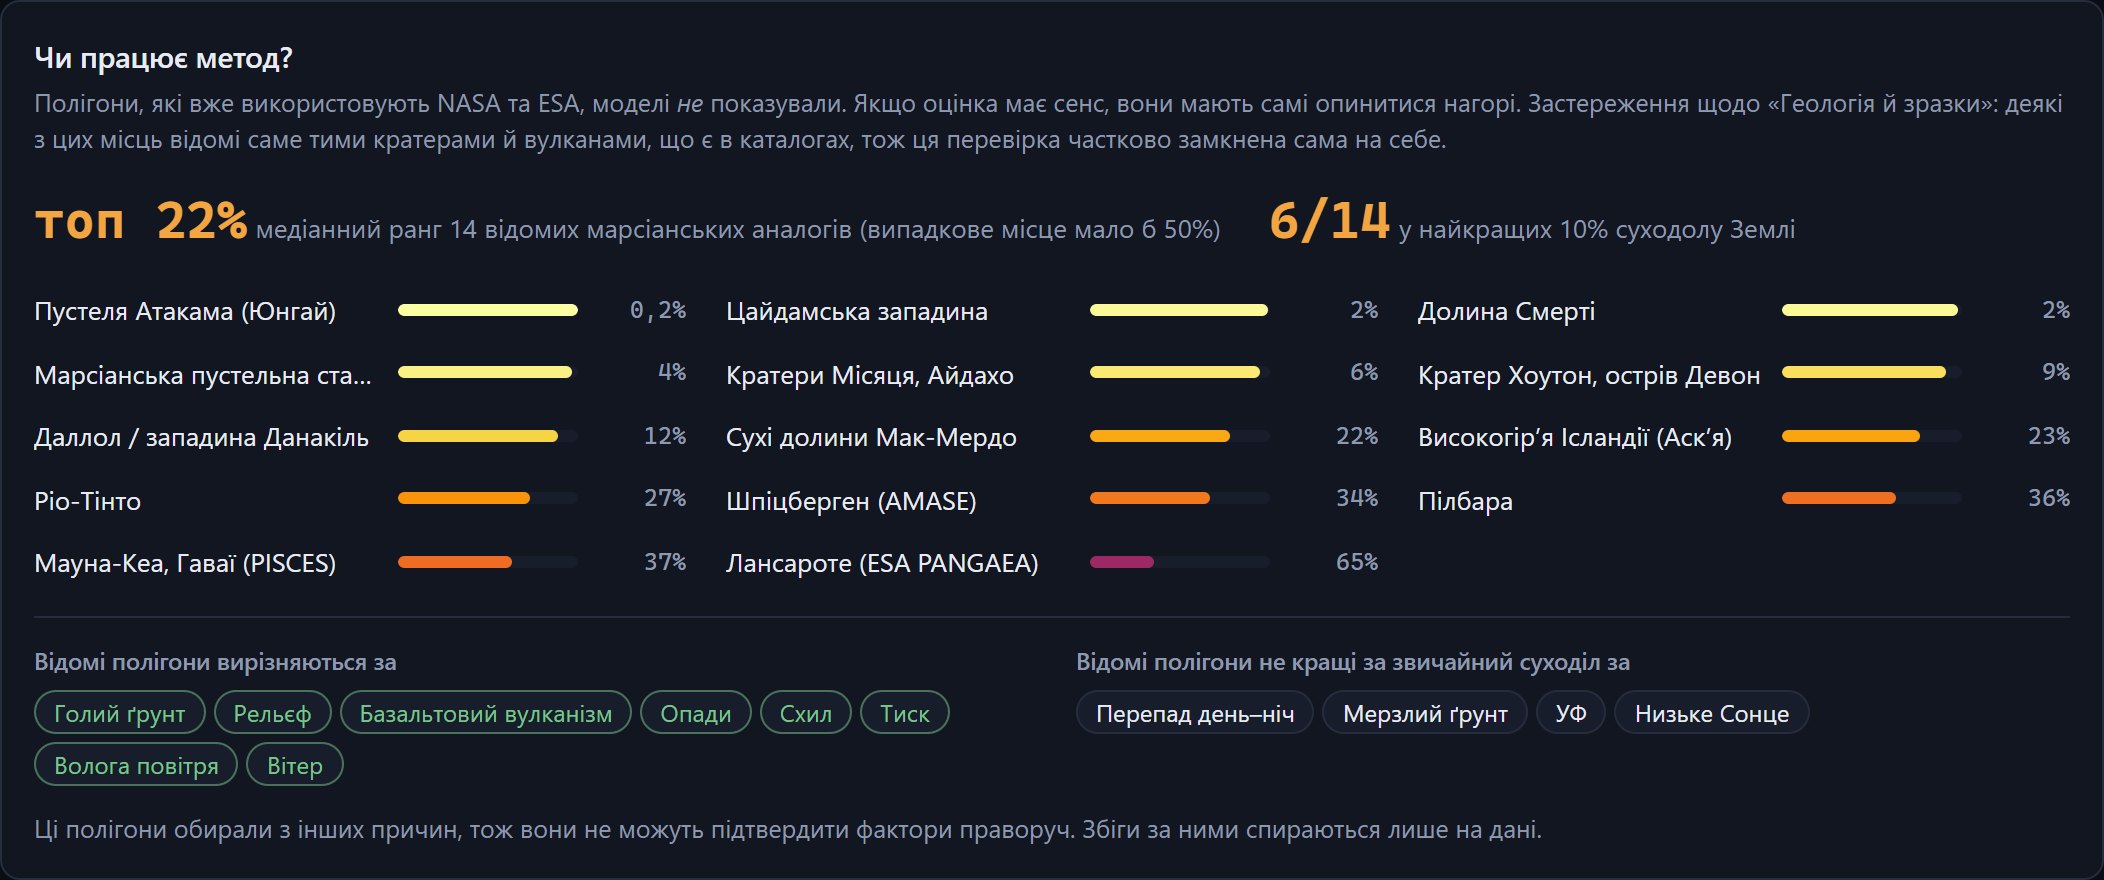 Чи працює метод?
Полігони, які вже використовують NASA та ESA, моделі не показували. Якщо оцінка має сенс, вони мають самі опинитися нагорі. Застереження щодо «Геологія й зразки»: деякі
з цих місць відомі саме тими кратерами й вулканами, що є в каталогах, тож ця перевірка частково замкнена сама на себе.
топ 22% медіанний ранг 14 відомих марсіанських аналогів (випадкове місце мало б 50%) 6/14 у найкращих 10% суходолу Землі
Пустеля Атакама (Юнгай) 0,2% Цайдамська западина 2% Долина Смерті 2%
Марсіанська пустельна ста... 4% Кратери Місяця, Айдахо 6% Кратер Хоутон, острів Девон 9%
Даллол / западина Данакіль 12% Сухі долини Мак-Мердо 22% Високогір’я Ісландії (Аск’я) 23%
Ріо-Тінто 27% Шпіцберген (AMASE) 34% Пілбара 36%
Мауна-Кеа, Гаваї (PISCES) 37% Лансароте (ESA PANGAEA) 65%
Відомі полігони вирізняються за
Голий ґрунт Рельєф Базальтовий вулканізм Опади Схил Тиск
Волога повітря Вітер
Відомі полігони не кращі за звичайний суходіл за
Перепад день–ніч Мерзлий ґрунт УФ Низьке Сонце
Ці полігони обирали з інших причин, тож вони не можуть підтвердити фактори праворуч. Збіги за ними спираються лише на дані.